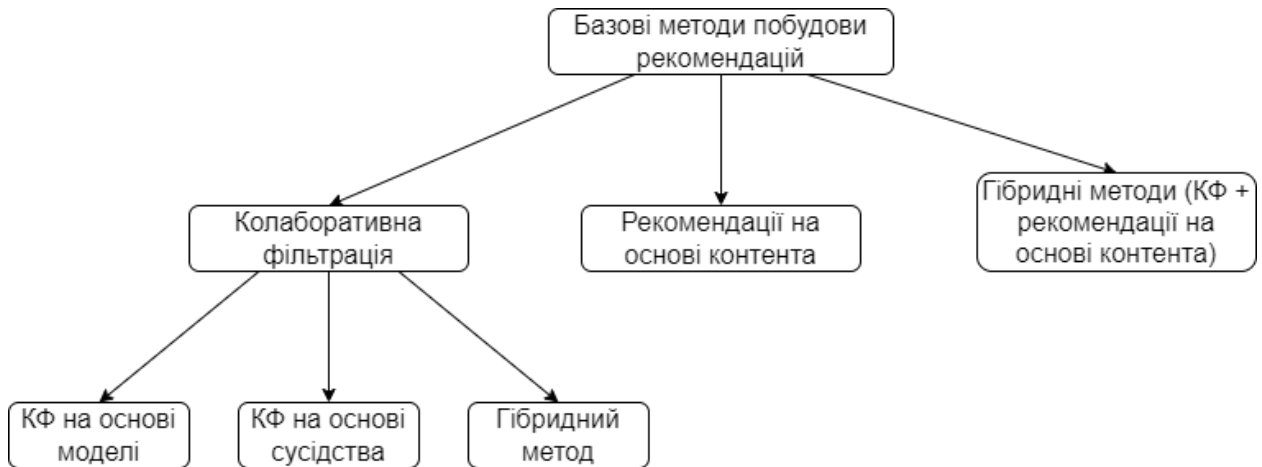 Базові методи побудови
рекомендацій
Колаборативна
фільтрація
Рекомендації на
основі контента
Гібридні методи (КФ +
рекомендації на
основі контента)
КФ на основі
моделі
КФ на основі
сусідства
Гібридний
метод